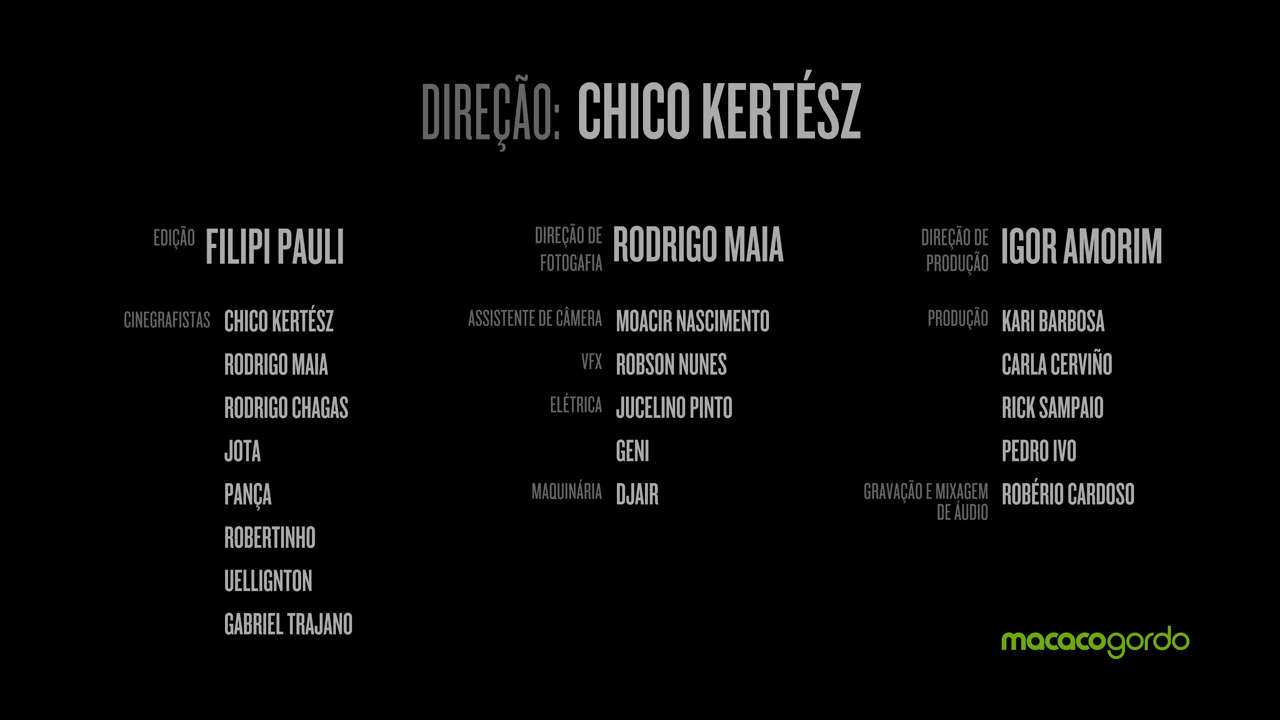 DIREÇÃO: CHICO KERTÉSZ
EDIÇÃO FILIPI PAULI
CINEGRAFISTAS CHICO KERTÉSZ
RODRIGO MAIA
RODRIGO CHAGAS
JOTA
PANÇA
ROBERTINHO
UELLIGNTON
GABRIEL TRAJANO
DIREÇÃO DE
FOTOGAFIA
RODRIGO MAIA
ASSISTENTE DE CÂMERA MOACIR NASCIMENTO
VFX ROBSON NUNES
ELÉTRICA JUCELINO PINTO
GENI
MAQUINÁRIA DJAIR
DIREÇÃO DE
PRODUÇÃO
IGOR AMORIM
PRODUÇÃO KARI BARBOSA
CARLA CERVIÑO
RICK SAMPAIO
PEDRO IVO
GRAVAÇÃO E MIXAGEM
DE ÁUDIO
ROBÉRIO CARDOSO
macacogordo